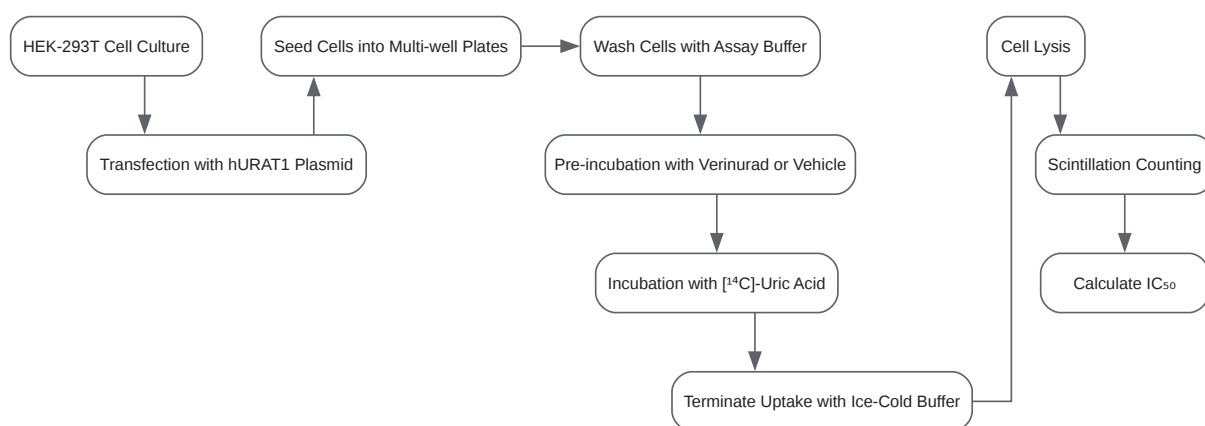 HEK-293T Cell Culture
Transfection with hURAT1 Plasmid
Seed Cells into Multi-well Plates
Wash Cells with Assay Buffer
Pre-incubation with Verinurad or Vehicle
Incubation with [¹⁴C]-Uric Acid
Terminate Uptake with Ice-Cold Buffer
Cell Lysis
Scintillation Counting
Calculate IC₅₀